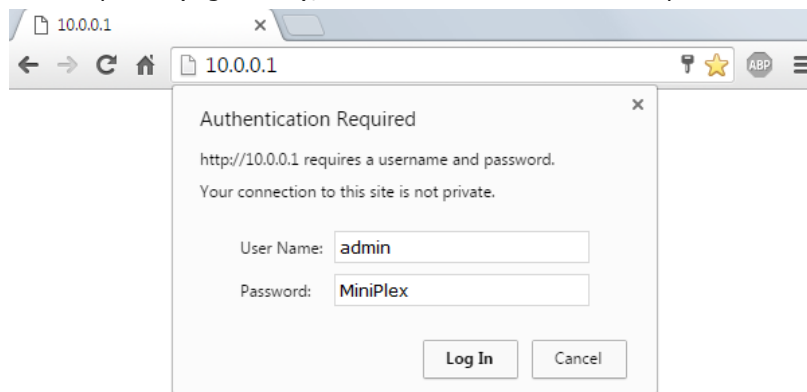 10.0.0.1
10.0.0.1
ABP
Authentication Required
http://10.0.0.1 requires a username and password.
Your connection to this site is not private.
User Name: admin
Password: MiniPlex
Log In Cancel